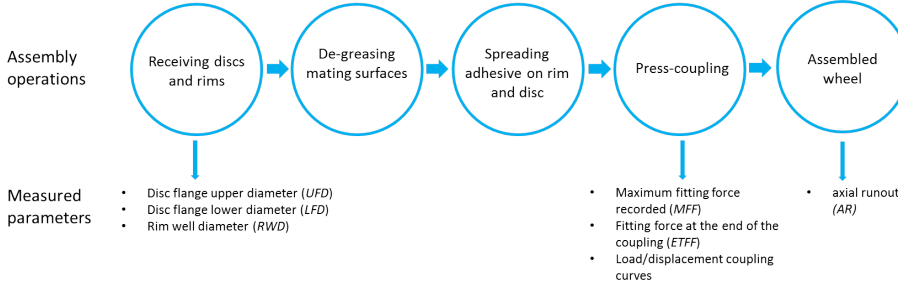 Assembly
operations
Receiving discs
and rims
De-greasing
mating surfaces
Spreading
adhesive on rim
and disc
Press-coupling
Assembled
wheel
Measured
parameters
• Disc flange upper diameter (UFD)
• Disc flange lower diameter (LFD)
• Rim well diameter (RWD)
• Maximum fitting force
recorded (MFF)
• Fitting force at the end of the
coupling (ETFF)
• Load/displacement coupling
curves
• axial runout
(AR)